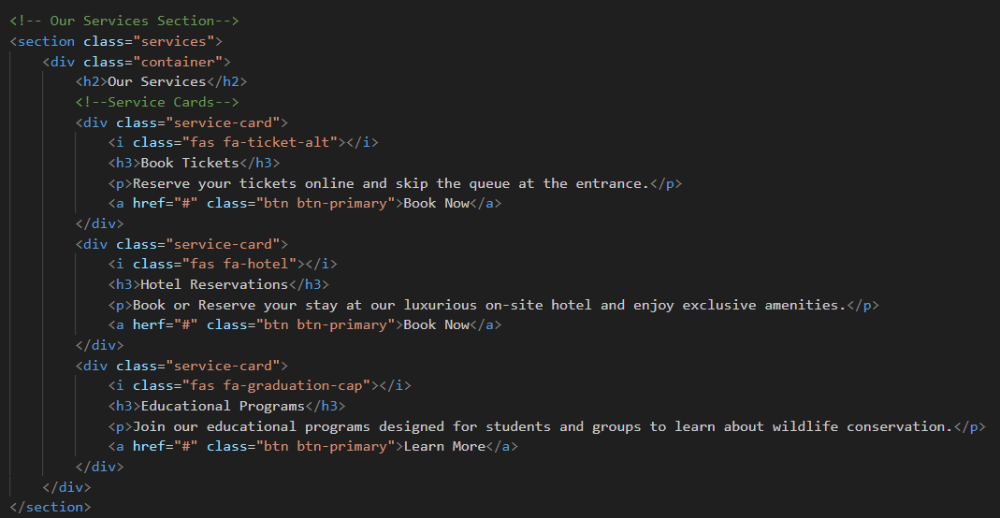 <!-- Our Services Section-->
<section class="services">
    <div class="container">
        <h2>Our Services</h2>
        <!--Service Cards-->
        <div class="service-card">
            <i class="fas fa-ticket-alt"></i>
            <h3>Book Tickets</h3>
            <p>Reserve your tickets online and skip the queue at the entrance.</p>
            <a href="#" class="btn btn-primary">Book Now</a>
        </div>
        <div class="service-card">
            <i class="fas fa-hotel"></i>
            <h3>Hotel Reservations</h3>
            <p>Book or Reserve your stay at our luxurious on-site hotel and enjoy exclusive amenities.</p>
            <a herf="#" class="btn btn-primary">Book Now</a>
        </div>
        <div class="service-card">
            <i class="fas fa-graduation-cap"></i>
            <h3>Educational Programs</h3>
            <p>Join our educational programs designed for students and groups to learn about wildlife conservation.</p>
            <a href="#" class="btn btn-primary">Learn More</a>
        </div>
    </div>
</section>